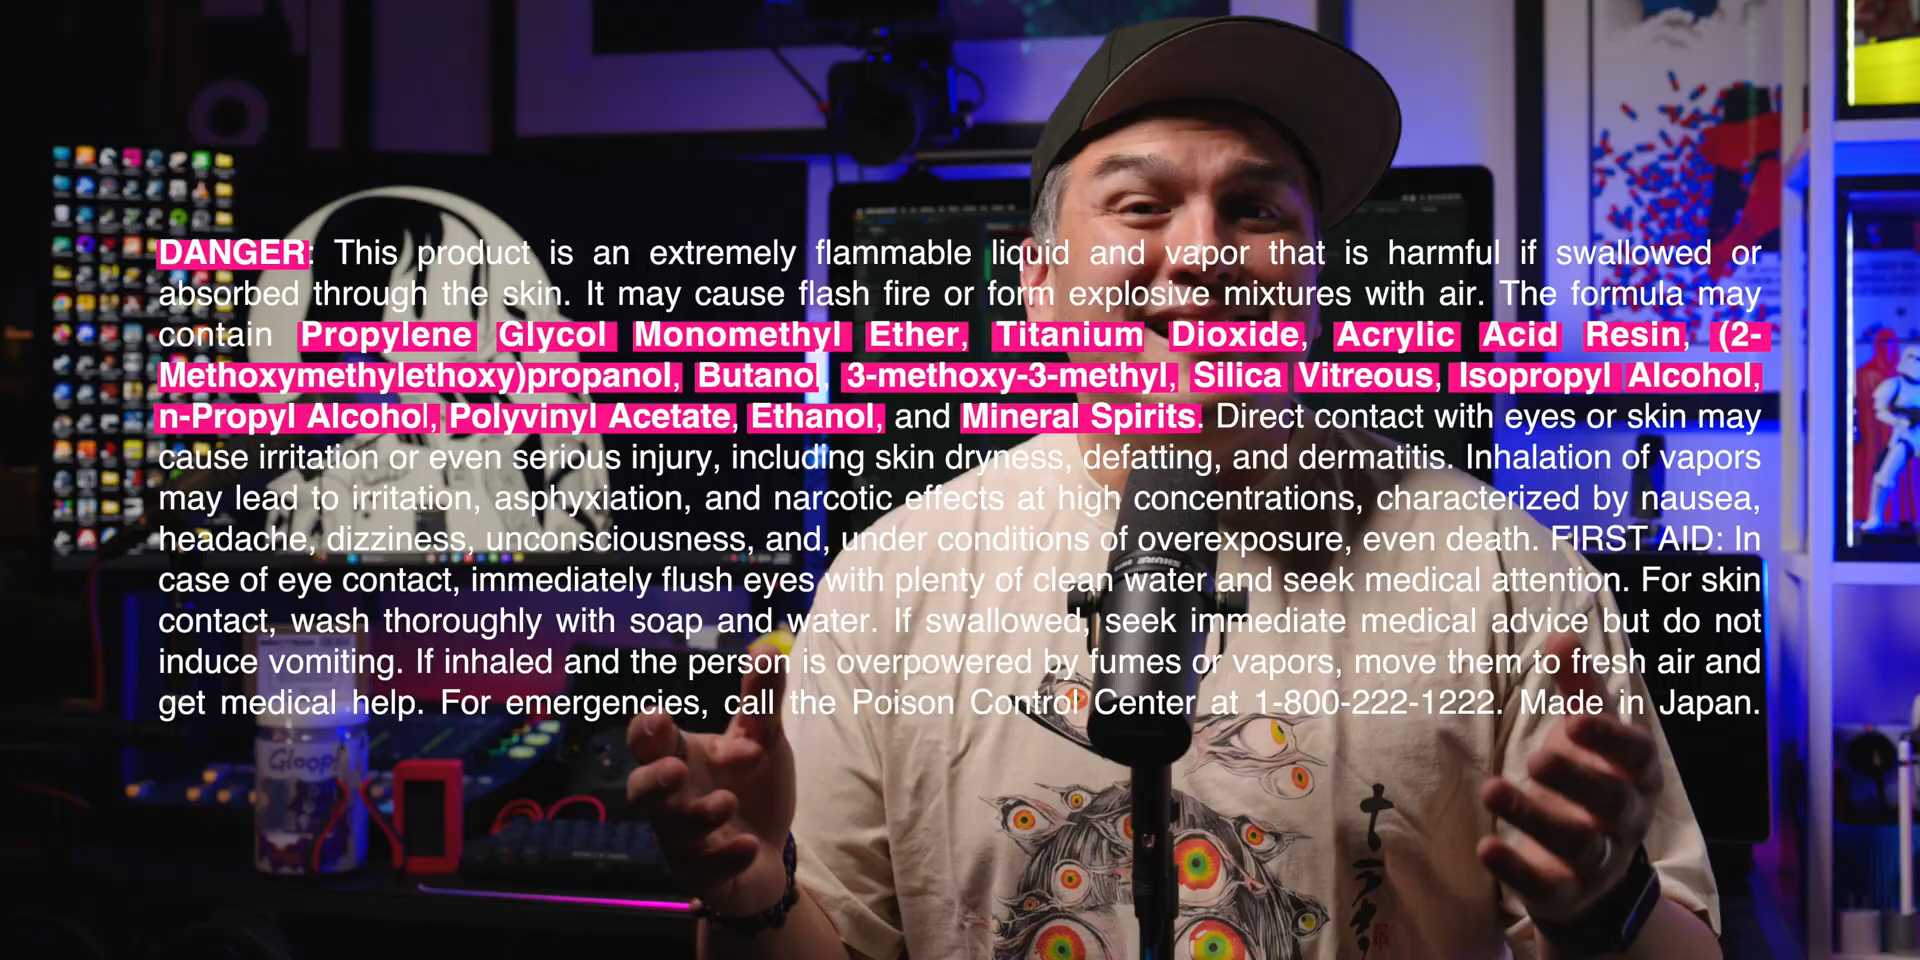 DANGER: This product is an extremely flammable liquid and vapor that is harmful if swallowed or
absorbed through the skin. It may cause flash fire or form explosive mixtures with air. The formula may
contain Propylene Glycol Monomethyl Ether, Titanium Dioxide, Acrylic Acid Resin, (2-
Methoxymethylethoxy)propanol, Butanol, 3-methoxy-3-methyl, Silica Vitreous, Isopropyl Alcohol,
n-Propyl Alcohol, Polyvinyl Acetate, Ethanol, and Mineral Spirits. Direct contact with eyes or skin may
cause irritation or even serious injury, including skin dryness, defatting, and dermatitis. Inhalation of vapors
may lead to irritation, asphyxiation, and narcotic effects at high concentrations, characterized by nausea,
headache, dizziness, unconsciousness, and, under conditions of overexposure, even death. FIRST AID: In
case of eye contact, immediately flush eyes with plenty of clean water and seek medical attention. For skin
contact, wash thoroughly with soap and water. If swallowed, seek immediate medical advice but do not
induce vomiting. If inhaled and the person is overpowered by fumes or vapors, move them to fresh air and
get medical help. For emergencies, call the Poison Control Center at 1-800-222-1222. Made in Japan.
Gloop